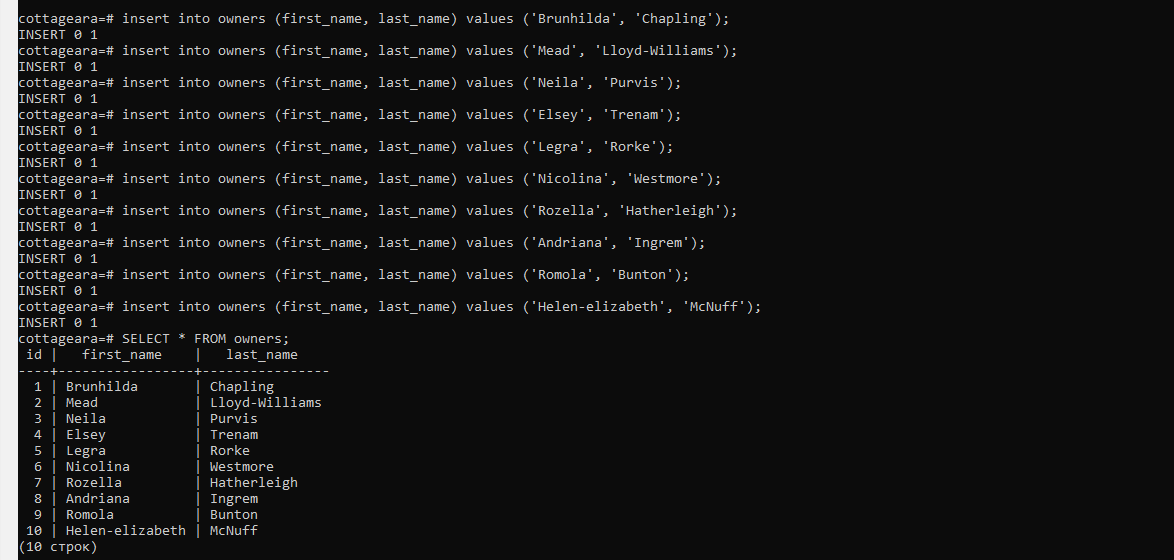 cottageara=# insert into owners (first_name, last_name) values ('Brunhilda', 'Chapling');
INSERT 0 1
cottageara=# insert into owners (first_name, last_name) values ('Mead', 'Lloyd-Williams');
INSERT 0 1
cottageara=# insert into owners (first_name, last_name) values ('Neila', 'Purvis');
INSERT 0 1
cottageara=# insert into owners (first_name, last_name) values ('Elsey', 'Trenam');
INSERT 0 1
cottageara=# insert into owners (first_name, last_name) values ('Legra', 'Rorke');
INSERT 0 1
cottageara=# insert into owners (first_name, last_name) values ('Nicolina', 'Westmore');
INSERT 0 1
cottageara=# insert into owners (first_name, last_name) values ('Rozella', 'Hatherleigh');
INSERT 0 1
cottageara=# insert into owners (first_name, last_name) values ('Andriana', 'Ingrem');
INSERT 0 1
cottageara=# insert into owners (first_name, last_name) values ('Romola', 'Bunton');
INSERT 0 1
cottageara=# insert into owners (first_name, last_name) values ('Helen-elizabeth', 'McNuff');
INSERT 0 1
cottageara=# SELECT * FROM owners;
 id |   first_name    |   last_name
----+-----------------+----------------
  1 | Brunhilda       | Chapling
  2 | Mead            | Lloyd-Williams
  3 | Neila           | Purvis
  4 | Elsey           | Trenam
  5 | Legra           | Rorke
  6 | Nicolina        | Westmore
  7 | Rozella         | Hatherleigh
  8 | Andriana        | Ingrem
  9 | Romola          | Bunton
 10 | Helen-elizabeth | McNuff
(10 строк)